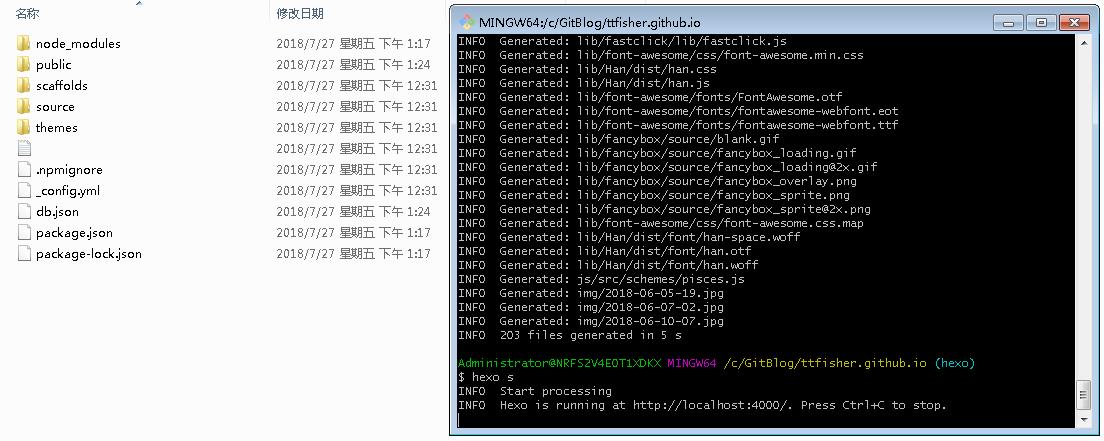 名称 修改日期
node_modules 2018/7/27 星期五 下午 1:17
public 2018/7/27 星期五 下午 1:24
scaffolds 2018/7/27 星期五 下午 12:31
source 2018/7/27 星期五 下午 12:31
themes 2018/7/27 星期五 下午 12:31
2018/7/27 星期五 下午 12:31
.npmignore 2018/7/27 星期五 下午 12:31
_config.yml 2018/7/27 星期五 下午 12:31
db.json 2018/7/27 星期五 下午 1:24
package.json 2018/7/27 星期五 下午 1:17
package-lock.json 2018/7/27 星期五 下午 1:17
MINGW64:/c/GitBlog/ttfisher.github.io
INFO  Generated: lib/fastclick/lib/fastclick.js
INFO  Generated: lib/font-awesome/css/font-awesome.min.css
INFO  Generated: lib/Han/dist/han.css
INFO  Generated: lib/Han/dist/han.js
INFO  Generated: lib/font-awesome/fonts/FontAwesome.otf
INFO  Generated: lib/font-awesome/fonts/fontawesome-webfont.eot
INFO  Generated: lib/font-awesome/fonts/fontawesome-webfont.ttf
INFO  Generated: lib/fancybox/source/blank.gif
INFO  Generated: lib/fancybox/source/fancybox_loading.gif
INFO  Generated: lib/fancybox/source/fancybox_loading@2x.gif
INFO  Generated: lib/fancybox/source/fancybox_overlay.png
INFO  Generated: lib/fancybox/source/fancybox_sprite.png
INFO  Generated: lib/fancybox/source/fancybox_sprite@2x.png
INFO  Generated: lib/font-awesome/css/font-awesome.css.map
INFO  Generated: lib/Han/dist/font/han-space.woff
INFO  Generated: lib/Han/dist/font/han.otf
INFO  Generated: lib/Han/dist/font/han.woff
INFO  Generated: js/src/schemes/pisces.js
INFO  Generated: img/2018-06-05-19.jpg
INFO  Generated: img/2018-06-07-02.jpg
INFO  Generated: img/2018-06-10-07.jpg
INFO  203 files generated in 5 s
Administrator@NRFS2V4E0T1XDKX MINGW64 /c/GitBlog/ttfisher.github.io (hexo)
$ hexo s
INFO  Start processing
INFO  Hexo is running at http://localhost:4000/. Press Ctrl+C to stop.